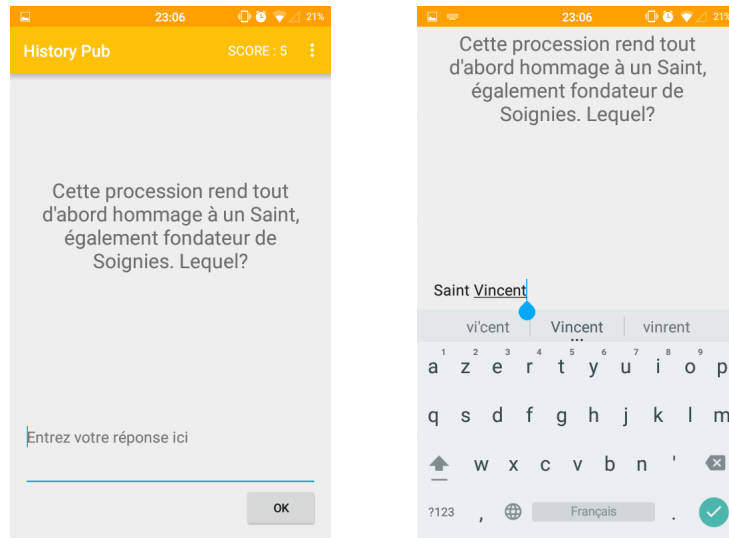 23:06
21%
History Pub
SCORE : 5
Cette procession rend tout
d'abord hommage à un Saint,
également fondateur de
Soignies. Lequel?
Entrez votre réponse ici
OK
23:06
21%
Cette procession rend tout
d'abord hommage à un Saint,
également fondateur de
Soignies. Lequel?
Saint Vincent
vi'cent Vincent vinrent
1 2 3 4 5 6 7 8 9
a z e r t y u i o p
q s d f g h j k l m
w x c v b n '
?123 , Français .